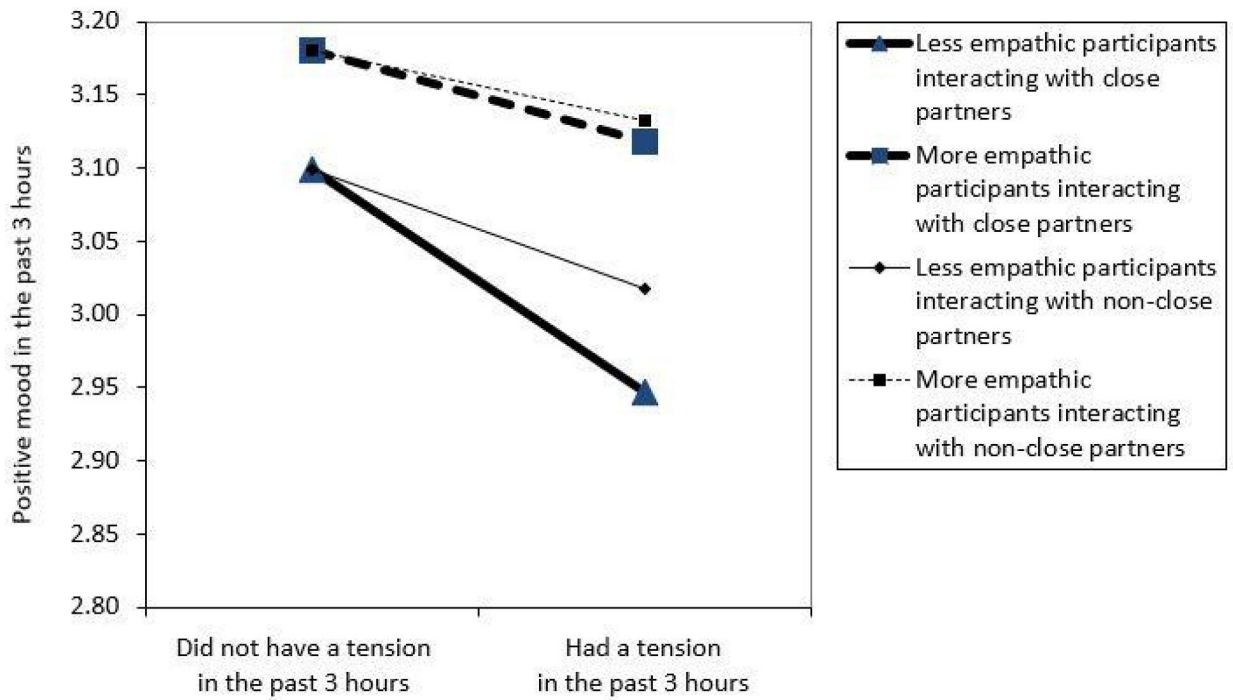 Positive mood in the past 3 hours
3.20
3.15
3.10
3.05
3.00
2.95
2.90
2.85
2.80
Did not have a tension
in the past 3 hours
Had a tension
in the past 3 hours
Less empathic participants
interacting with close
partners
More empathic
participants interacting
with close partners
Less empathic participants
interacting with non-close
partners
More empathic
participants interacting
with non-close partners